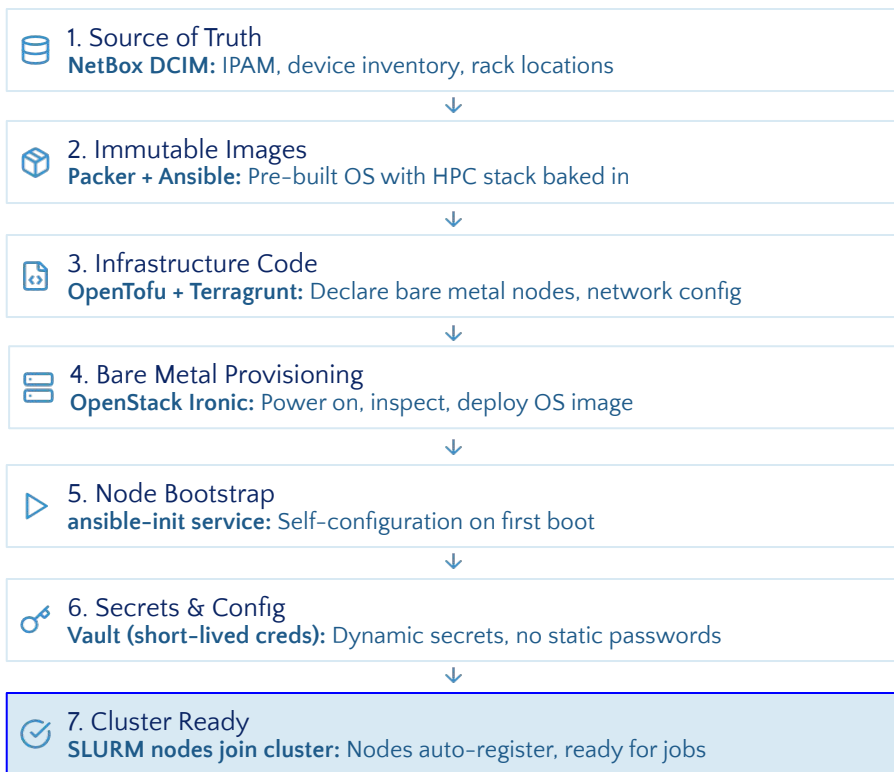 1. Source of Truth
NetBox DCIM: IPAM, device inventory, rack locations
2. Immutable Images
Packer + Ansible: Pre-built OS with HPC stack baked in
3. Infrastructure Code
OpenTofu + Terragrunt: Declare bare metal nodes, network config
4. Bare Metal Provisioning
OpenStack Ironic: Power on, inspect, deploy OS image
5. Node Bootstrap
ansible-init service: Self-configuration on first boot
6. Secrets & Config
Vault (short-lived creds): Dynamic secrets, no static passwords
7. Cluster Ready
SLURM nodes join cluster: Nodes auto-register, ready for jobs